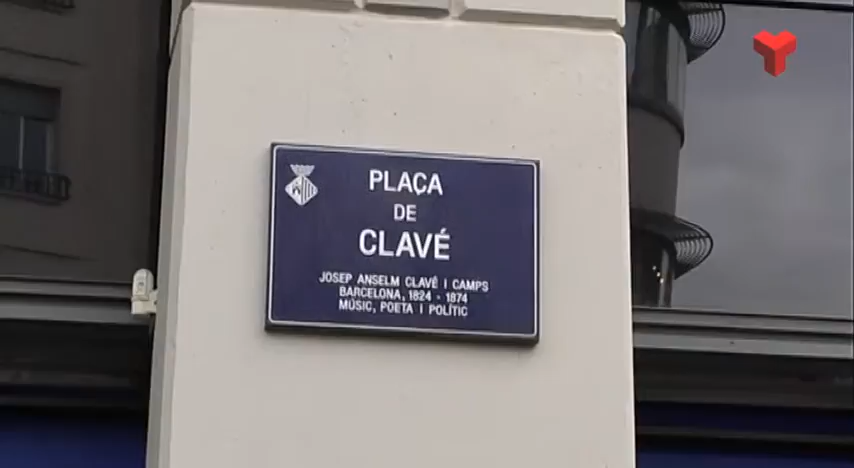 PLAÇA
DE
CLAVÉ
JOSEP ANSELM CLAVÉ I CAMPS
BARCELONA, 1824 - 1874
MÚSIC, POETA I POLÍTIC